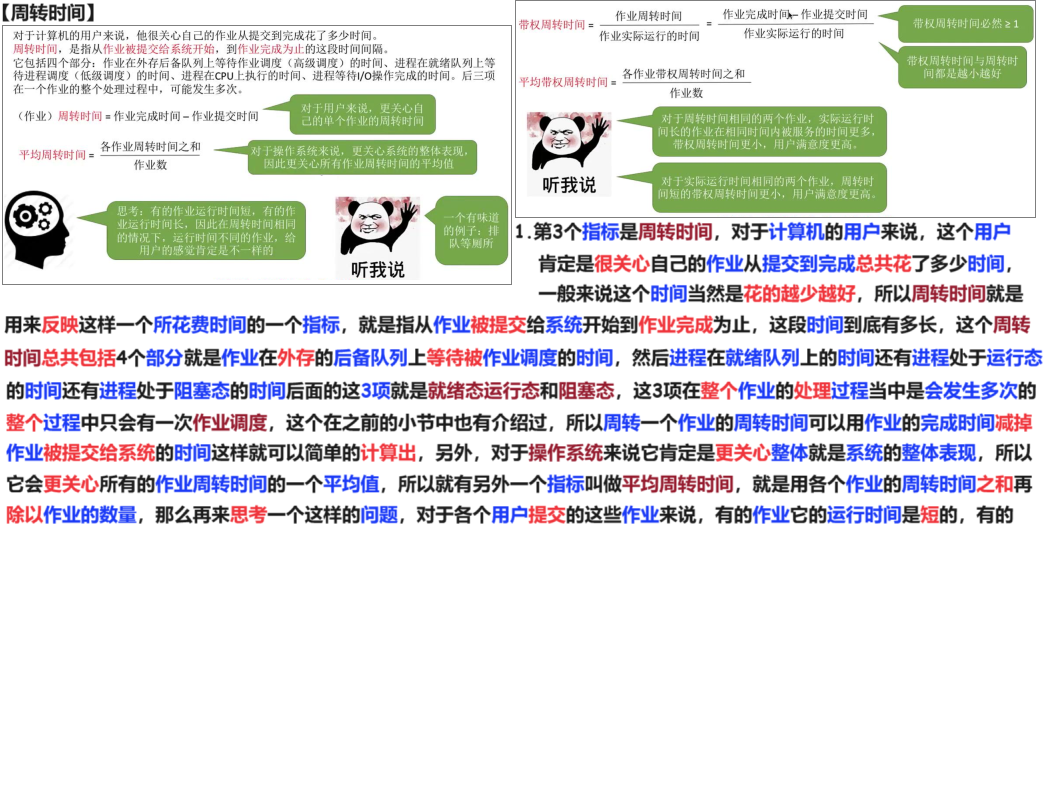 【周转时间】
对于计算机的用户来说，他很关心自己的作业从提交到完成花了多少时间。
周转时间，是指从作业被提交给系统开始，到作业完成为止的这段时间间隔。
它包括四个部分：作业在外存后备队列上等待作业调度（高级调度）的时间、进程在就绪队列上等
待进程调度（低级调度）的时间、进程在CPU上执行的时间、进程等待I/O操作完成的时间。后三项
在一个作业的整个处理过程中，可能发生多次。
（作业）周转时间 = 作业完成时间 – 作业提交时间
对于用户来说，更关心自
己的单个作业的周转时间
平均周转时间 = 各作业周转时间之和
作业数
对于操作系统来说，更关心系统的整体表现，
因此更关心所有作业周转时间的平均值
思考：有的作业运行时间短，有的作
业运行时间长，因此在周转时间相同
的情况下，运行时间不同的作业，给
用户的感觉肯定是不一样的
听我说
一个有味道
的例子：排
队等厕所
带权周转时间 = 作业周转时间 = 作业完成时间 – 作业提交时间
作业实际运行的时间 作业实际运行的时间
带权周转时间必然 ≥ 1
带权周转时间与周转时
间都是越小越好
平均带权周转时间 = 各作业带权周转时间之和
作业数
对于周转时间相同的两个作业，实际运行时
间长的作业在相同时间内被服务的时间更多，
带权周转时间更小，用户满意度更高。
听我说
对于实际运行时间相同的两个作业，周转时
间短的带权周转时间更小，用户满意度更高。
1.第3个指标是周转时间，对于计算机的用户来说，这个用户
肯定是很关心自己的作业从提交到完成总共花了多少时间，
一般来说这个时间当然是花的越少越好，所以周转时间就是
用来反映这样一个所花费时间的一个指标，就是指从作业被提交给系统开始到作业完成为止，这段时间到底有多长，这个周转
时间总共包括4个部分就是作业在外存的后备队列上等待被作业调度的时间，然后进程在就绪队列上的时间还有进程处于运行态
的时间还有进程处于阻塞态的时间后面的这3项就是就绪态运行态和阻塞态，这3项在整个作业的处理过程当中是会发生多次的
整个过程中只会有一次作业调度，这个在之前的小节中也有介绍过，所以周转一个作业的周转时间可以用作业的完成时间减掉
作业被提交给系统的时间这样就可以简单的计算出，另外，对于操作系统来说它肯定是更关心整体就是系统的整体表现，所以
它会更关心所有的作业周转时间的一个平均值，所以就有另外一个指标叫做平均周转时间，就是用各个作业的周转时间之和再
除以作业的数量，那么再来思考一个这样的问题，对于各个用户提交的这些作业来说，有的作业它的运行时间是短的，有的